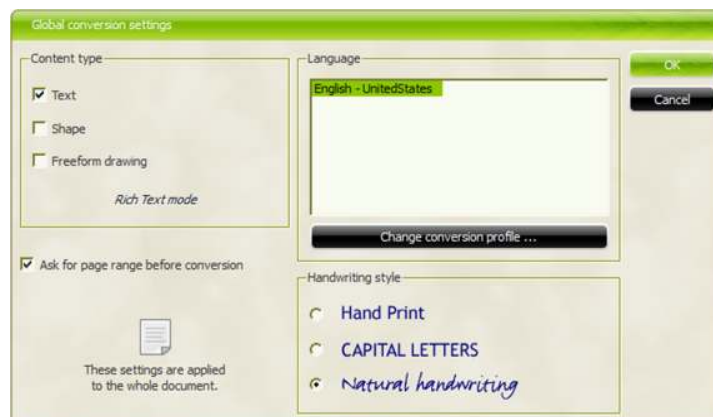 Global conversion settings
Content type
Text
Shape
Freeform drawing
Rich Text mode
Ask for page range before conversion
These settings are applied
to the whole document.
Language
English - UnitedStates
Change conversion profile ...
Handwriting style
Hand Print
CAPITAL LETTERS
Natural handwriting
OK
Cancel